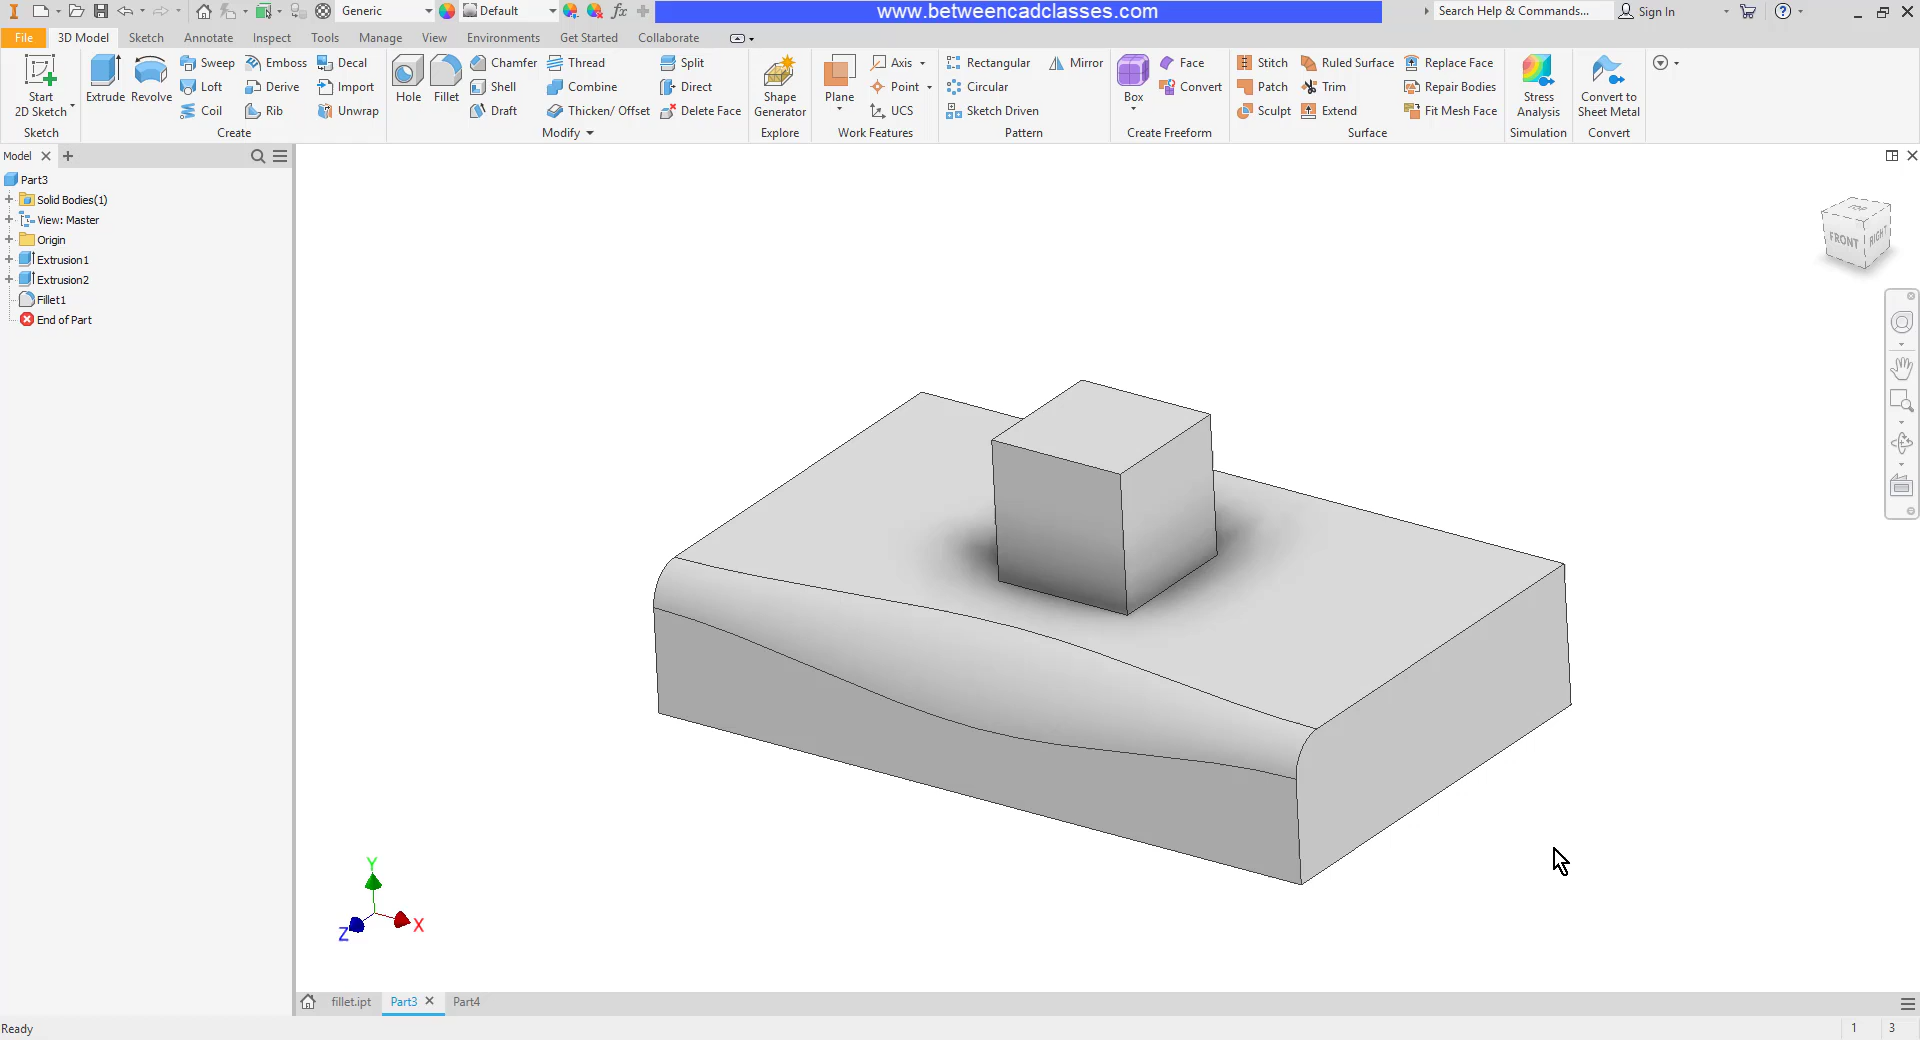 Generic
Default
fx
www.betweencadclasses.com
Search Help & Commands...
Sign In
File
3D Model
Sketch
Annotate
Inspect
Tools
Manage
View
Environments
Get Started
Collaborate
Start
2D Sketch
Sketch
Extrude
Revolve
Sweep
Loft
Coil
Emboss
Derive
Rib
Decal
Import
Unwrap
Create
Hole
Fillet
Chamfer
Shell
Draft
Thread
Combine
Thicken/ Offset
Split
Direct
Delete Face
Modify
Shape
Generator
Explore
Plane
Axis
Point
UCS
Work Features
Rectangular
Circular
Sketch Driven
Mirror
Pattern
Box
Face
Convert
Create Freeform
Stitch
Patch
Sculpt
Ruled Surface
Trim
Extend
Replace Face
Repair Bodies
Fit Mesh Face
Surface
Stress
Analysis
Simulation
Convert to
Sheet Metal
Convert
Model
Part3
Solid Bodies(1)
View: Master
Origin
Extrusion1
Extrusion2
Fillet1
End of Part
TOP
FRONT
RIGHT
Y
X
Z
fillet.ipt
Part3
Part4
Ready
1
3